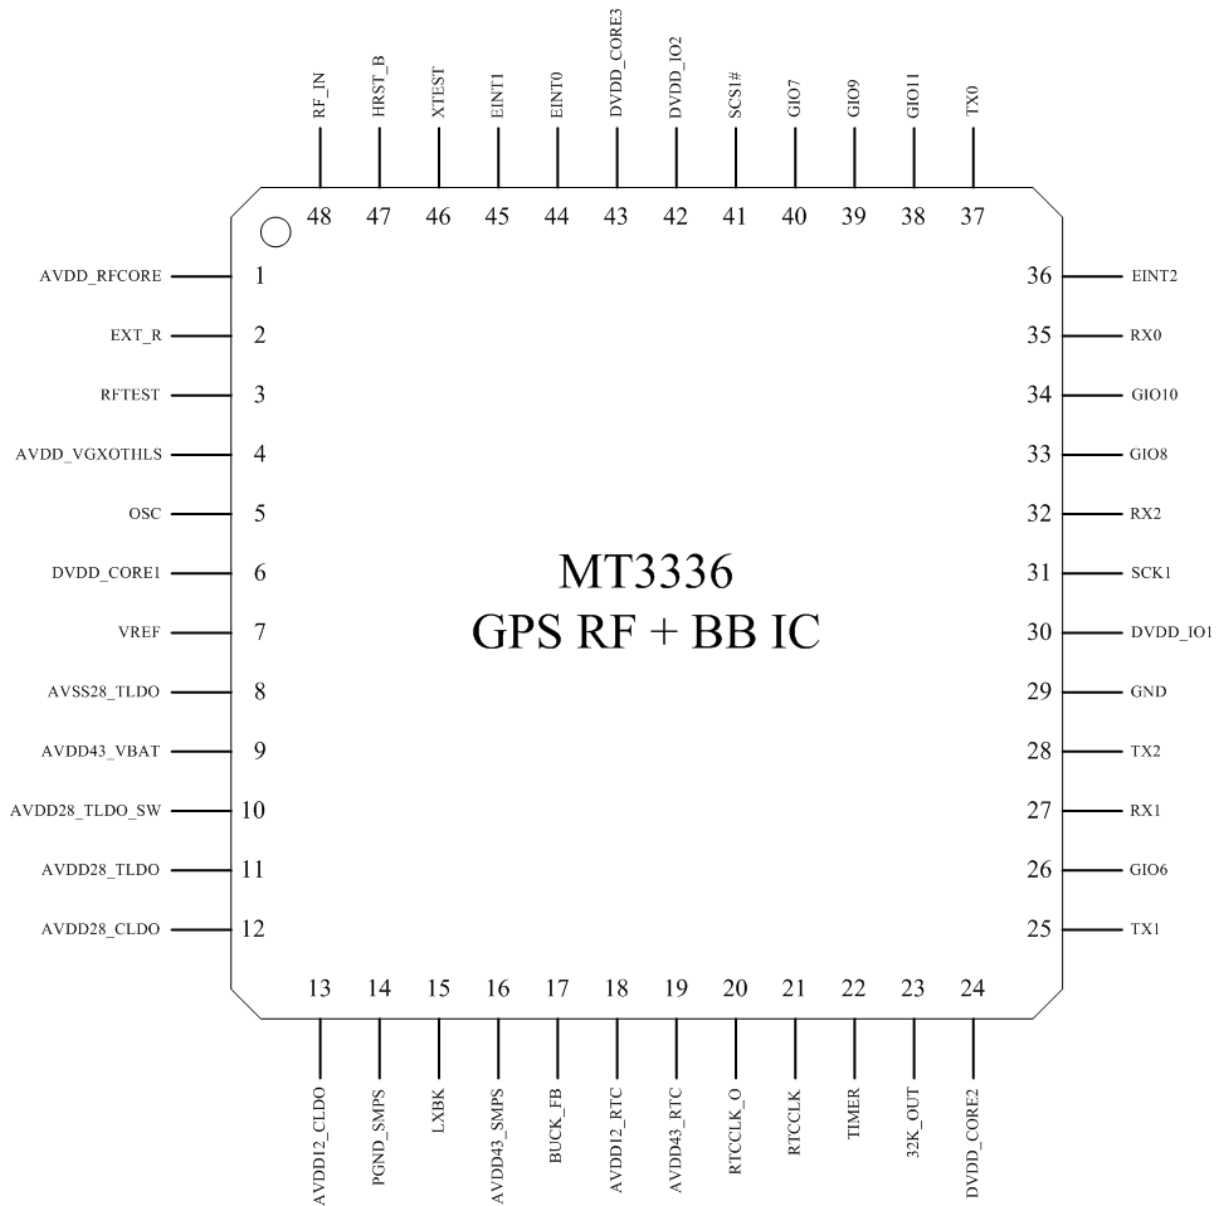 RF_IN
HRST_B
XTEST
EINT1
EINT0
DVDD_CORE3
DVDD_IO2
SCS1#
GIO7
GIO9
GIO11
TX0
48
47
46
45
44
43
42
41
40
39
38
37
AVDD_RFCORE 1
EXT_R 2
RFTEST 3
AVDD_VGXOTHLS 4
OSC 5
DVDD_CORE1 6
VREF 7
AVSS28_TLDO 8
AVDD43_VBAT 9
AVDD28_TLDO_SW 10
AVDD28_TLDO 11
AVDD28_CLDO 12
MT3336
GPS RF + BB IC
36 EINT2
35 RX0
34 GIO10
33 GIO8
32 RX2
31 SCK1
30 DVDD_IO1
29 GND
28 TX2
27 RX1
26 GIO6
25 TX1
13
14
15
16
17
18
19
20
21
22
23
24
AVDD12_CLDO
PGND_SMPS
LXBK
AVDD43_SMPS
BUCK_FB
AVDD12_RTC
AVDD43_RTC
RTCCLK_O
RTCCLK
TIMER
32K_OUT
DVDD_CORE2